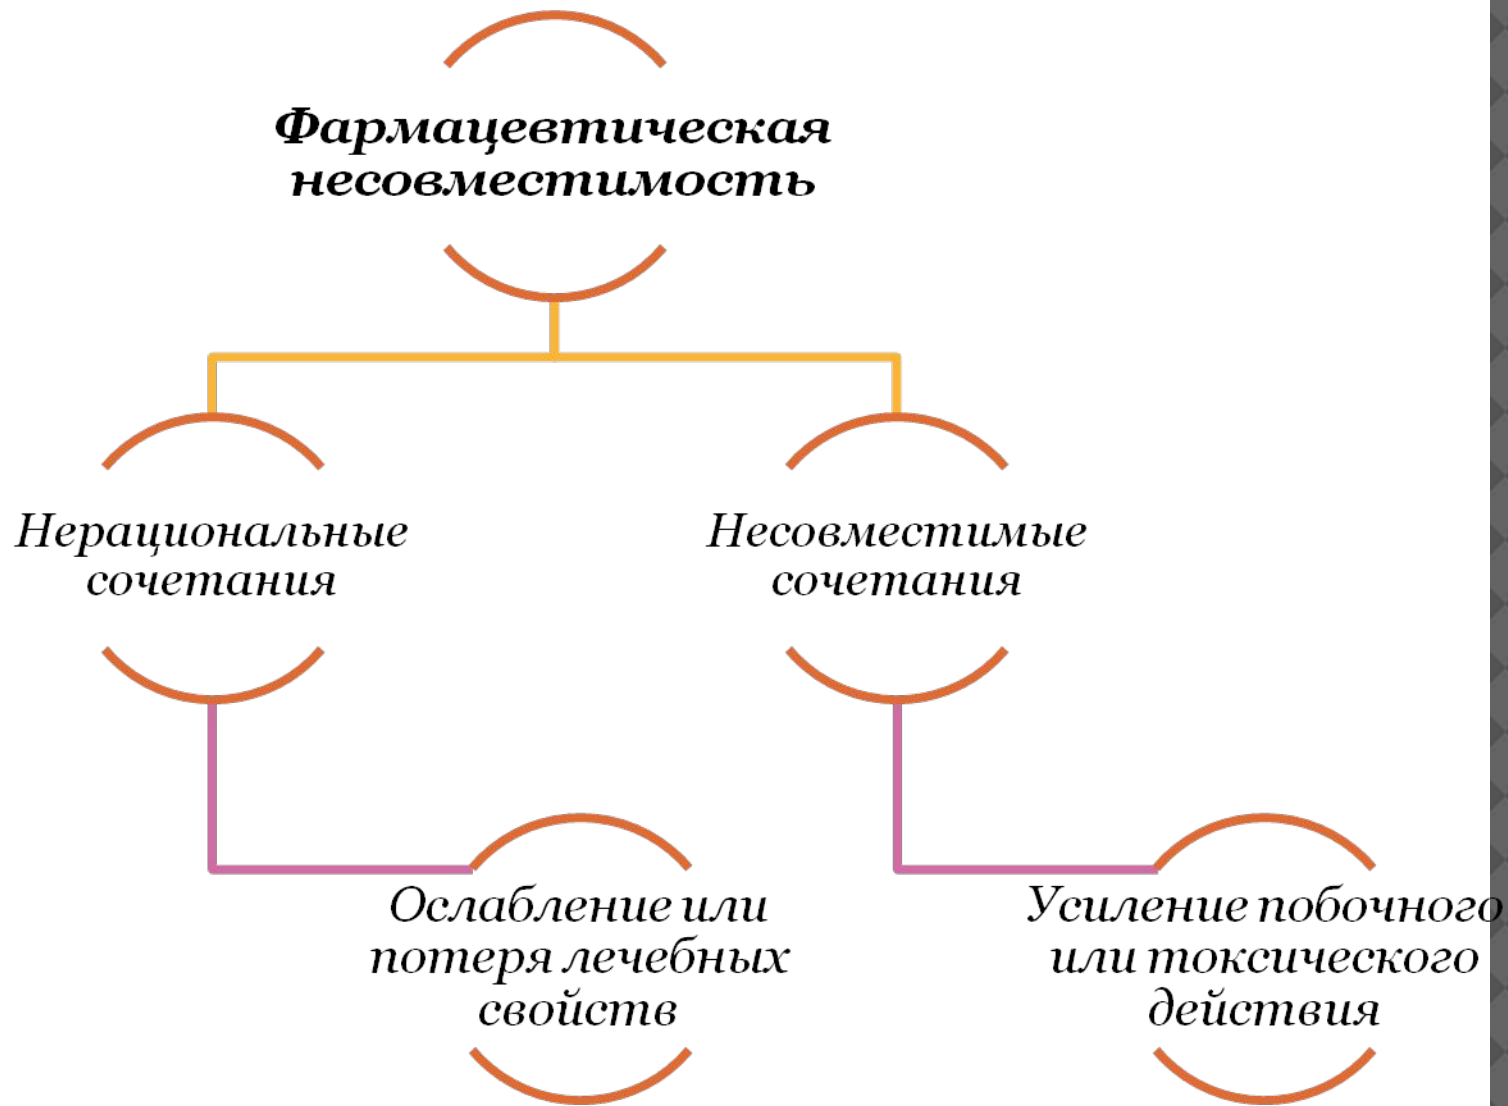 Фармацевтическая
несовместимость
Нерациональные
сочетания
Несовместимые
сочетания
Ослабление или
потеря лечебных
свойств
Усиление побочного
или токсического
действия